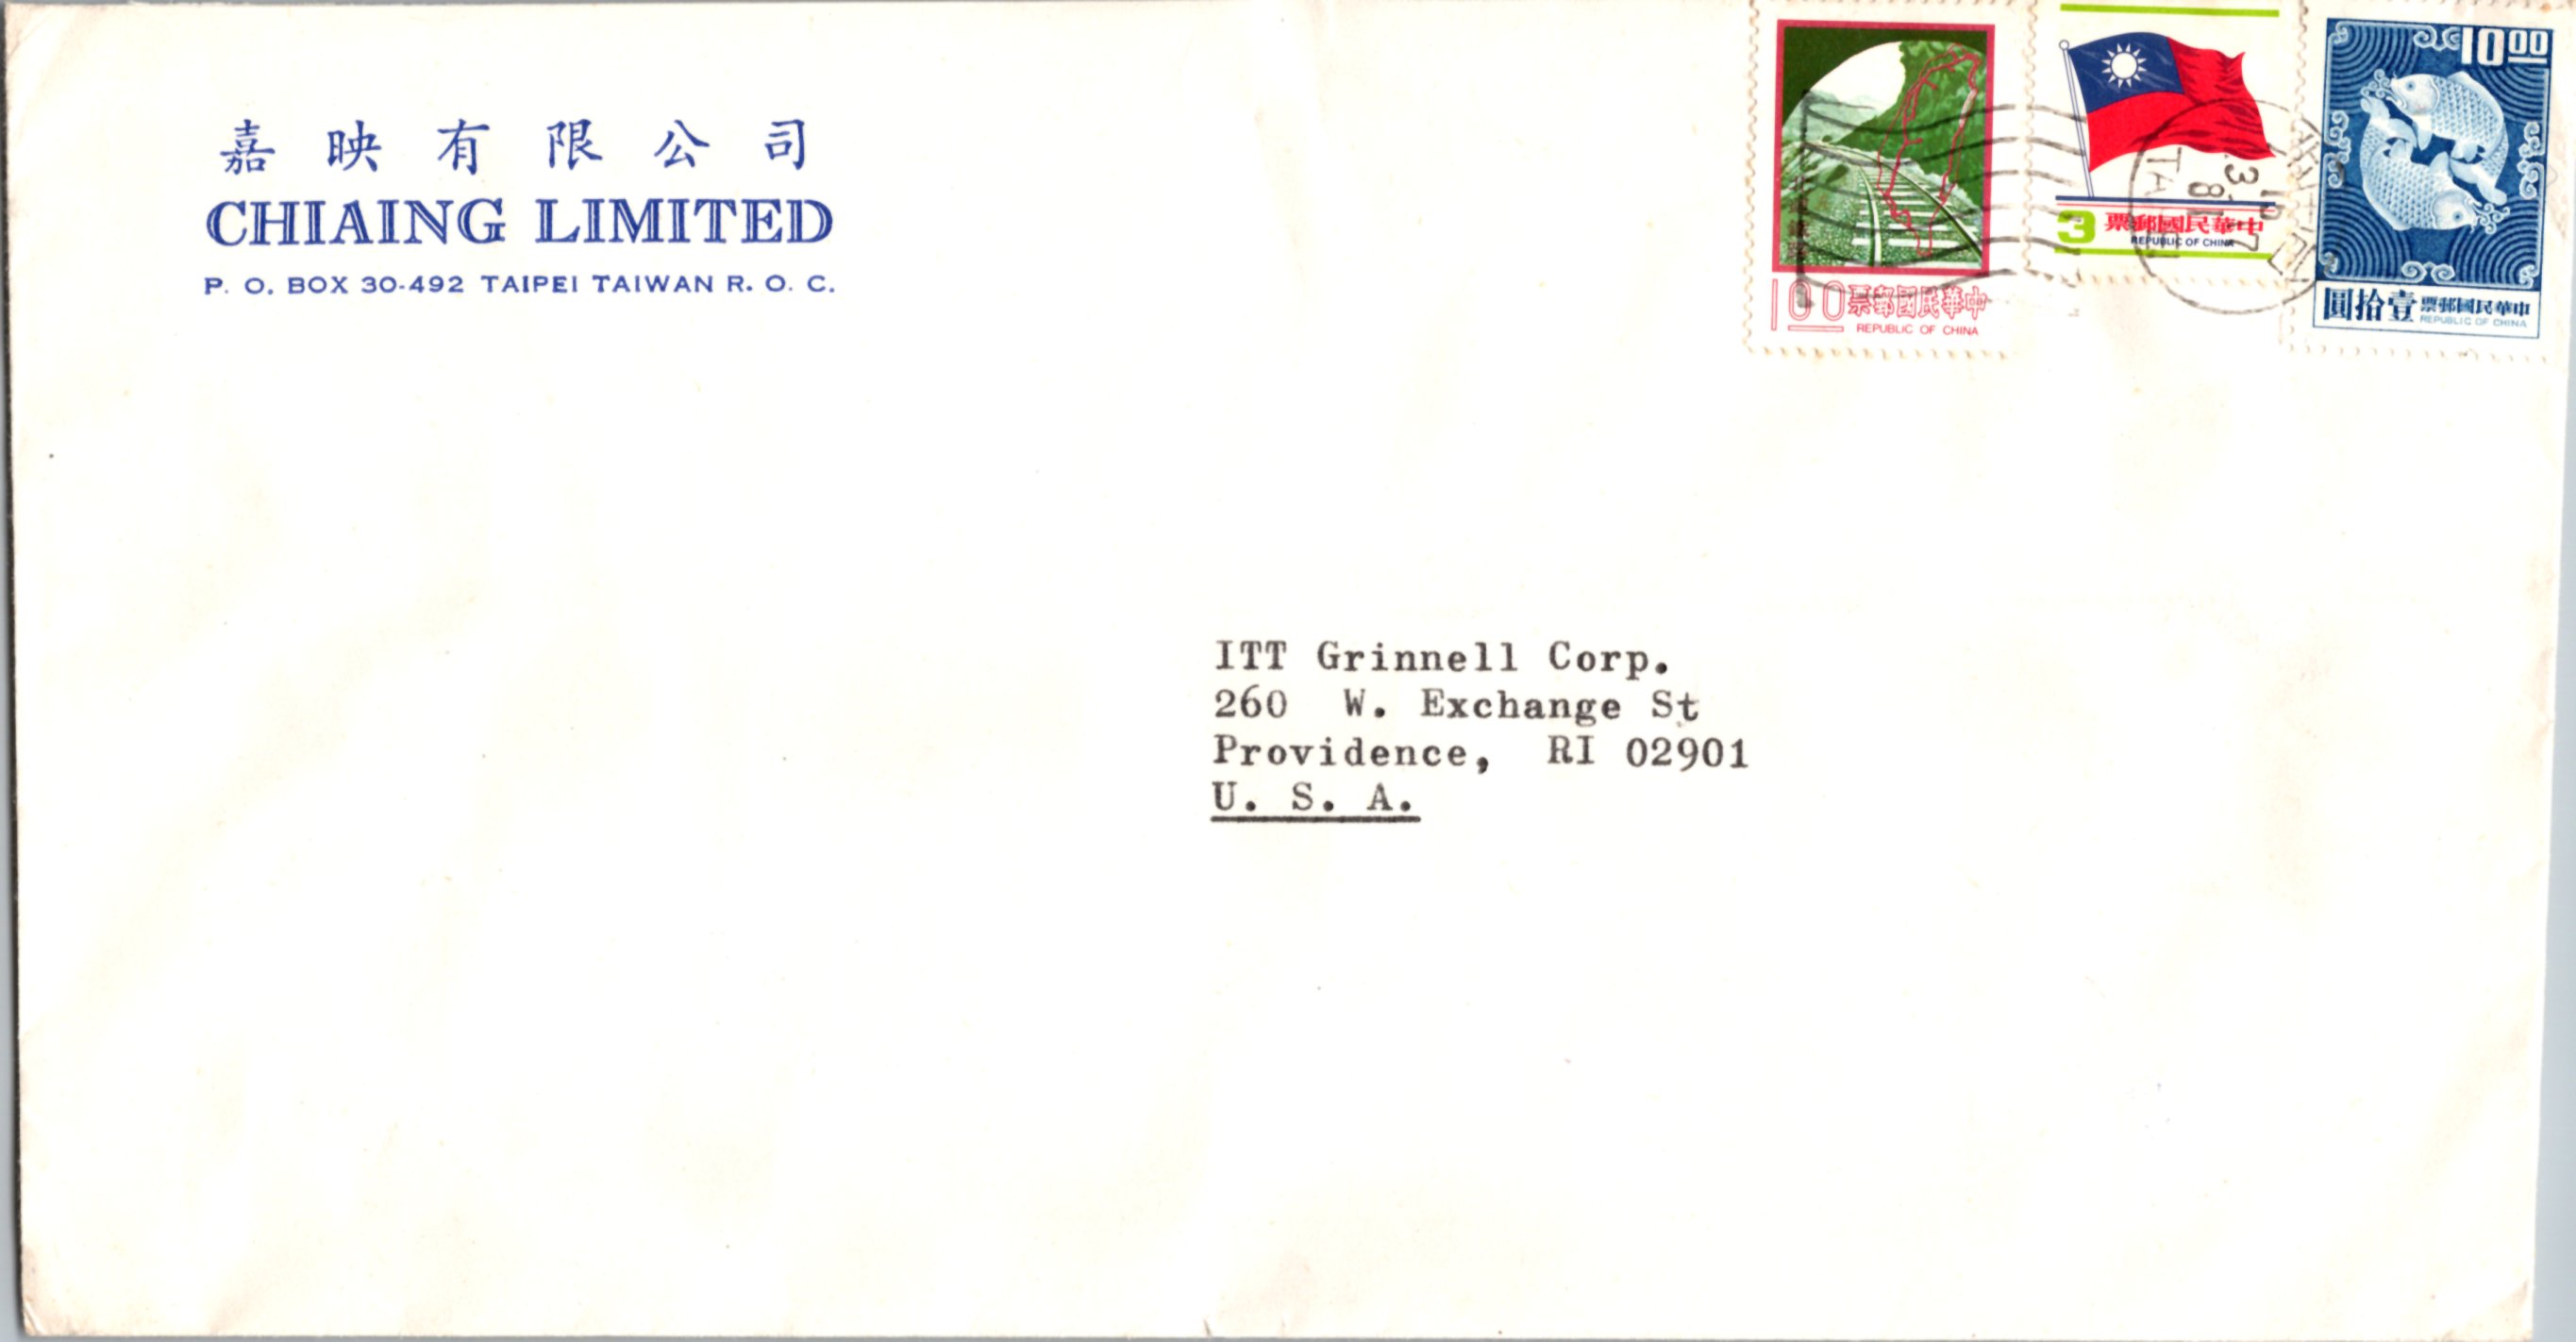 嘉映有限公司
CHIAING LIMITED
P. O. BOX 30-492 TAIPEI TAIWAN R. O. C.
100 票郵國民華中
REPUBLIC OF CHINA
3 票郵國民華中
REPUBLIC OF CHINA
10.00
圓拾壹 票郵國民華中
REPUBLIC OF CHINA
ITT Grinnell Corp.
260 W. Exchange St
Providence, RI 02901
U. S. A.